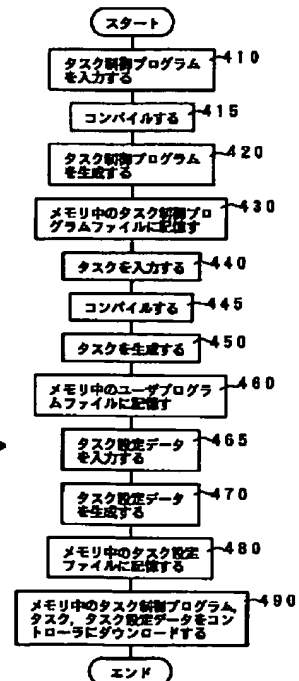 スタート
タスク制御プログラム
を入力する
410
コンパイルする
415
タスク制御プログラム
を生成する
420
メモリ中のタスク制御プロ
グラムファイルに記憶す
430
タスクを入力する
440
コンパイルする
445
タスクを生成する
450
メモリ中のユーザプログラ
ムファイルに記憶す
460
タスク設定データ
を入力する
465
タスク設定データ
を生成する
470
メモリ中のタスク設定
ファイルに記憶する
480
メモリ中のタスク制御プログラム,
タスク, タスク設定データをコン
トローラにダウンロードする
490
エンド